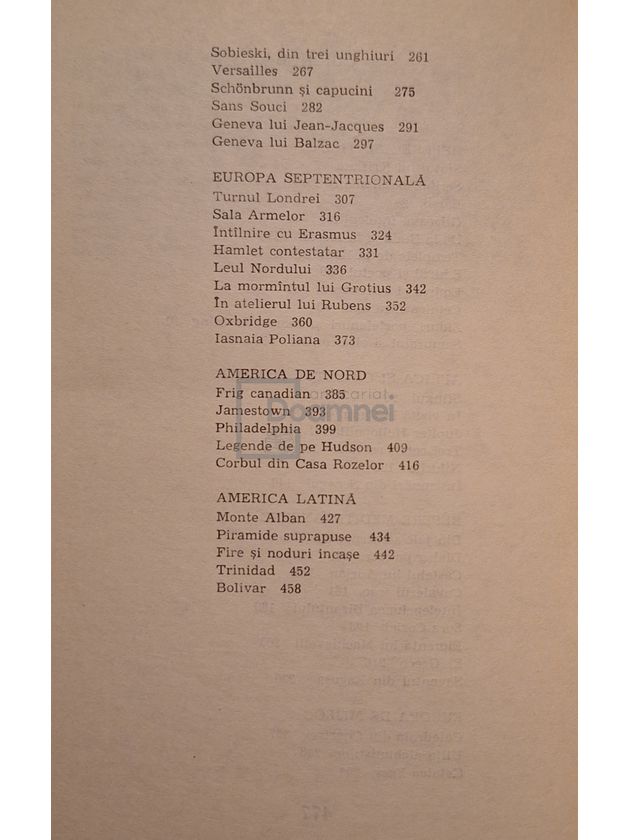 Sobieski, din trei unghiuri 261
Versailles 267
Schönbrunn și capucini 275
Sans Souci 282
Geneva lui Jean-Jacques 291
Geneva lui Balzac 297
EUROPA SEPTENTRIONALĂ
Turnul Londrei 307
Sala Armelor 316
Întîlnire cu Erasmus 324
Hamlet contestatar 331
Leul Nordului 336
La mormîntul lui Grotius 342
În atelierul lui Rubens 352
Oxbridge 360
Iasnaia Poliana 373
AMERICA DE NORD
Frig canadian 385
Jamestown 393
Philadelphia 399
Legende de pe Hudson 409
Corbul din Casa Rozelor 416
AMERICA LATINĂ
Monte Alban 427
Piramide suprapuse 434
Fire și noduri incașe 442
Trinidad 452
Bolivar 458
anticariat
Doamnei